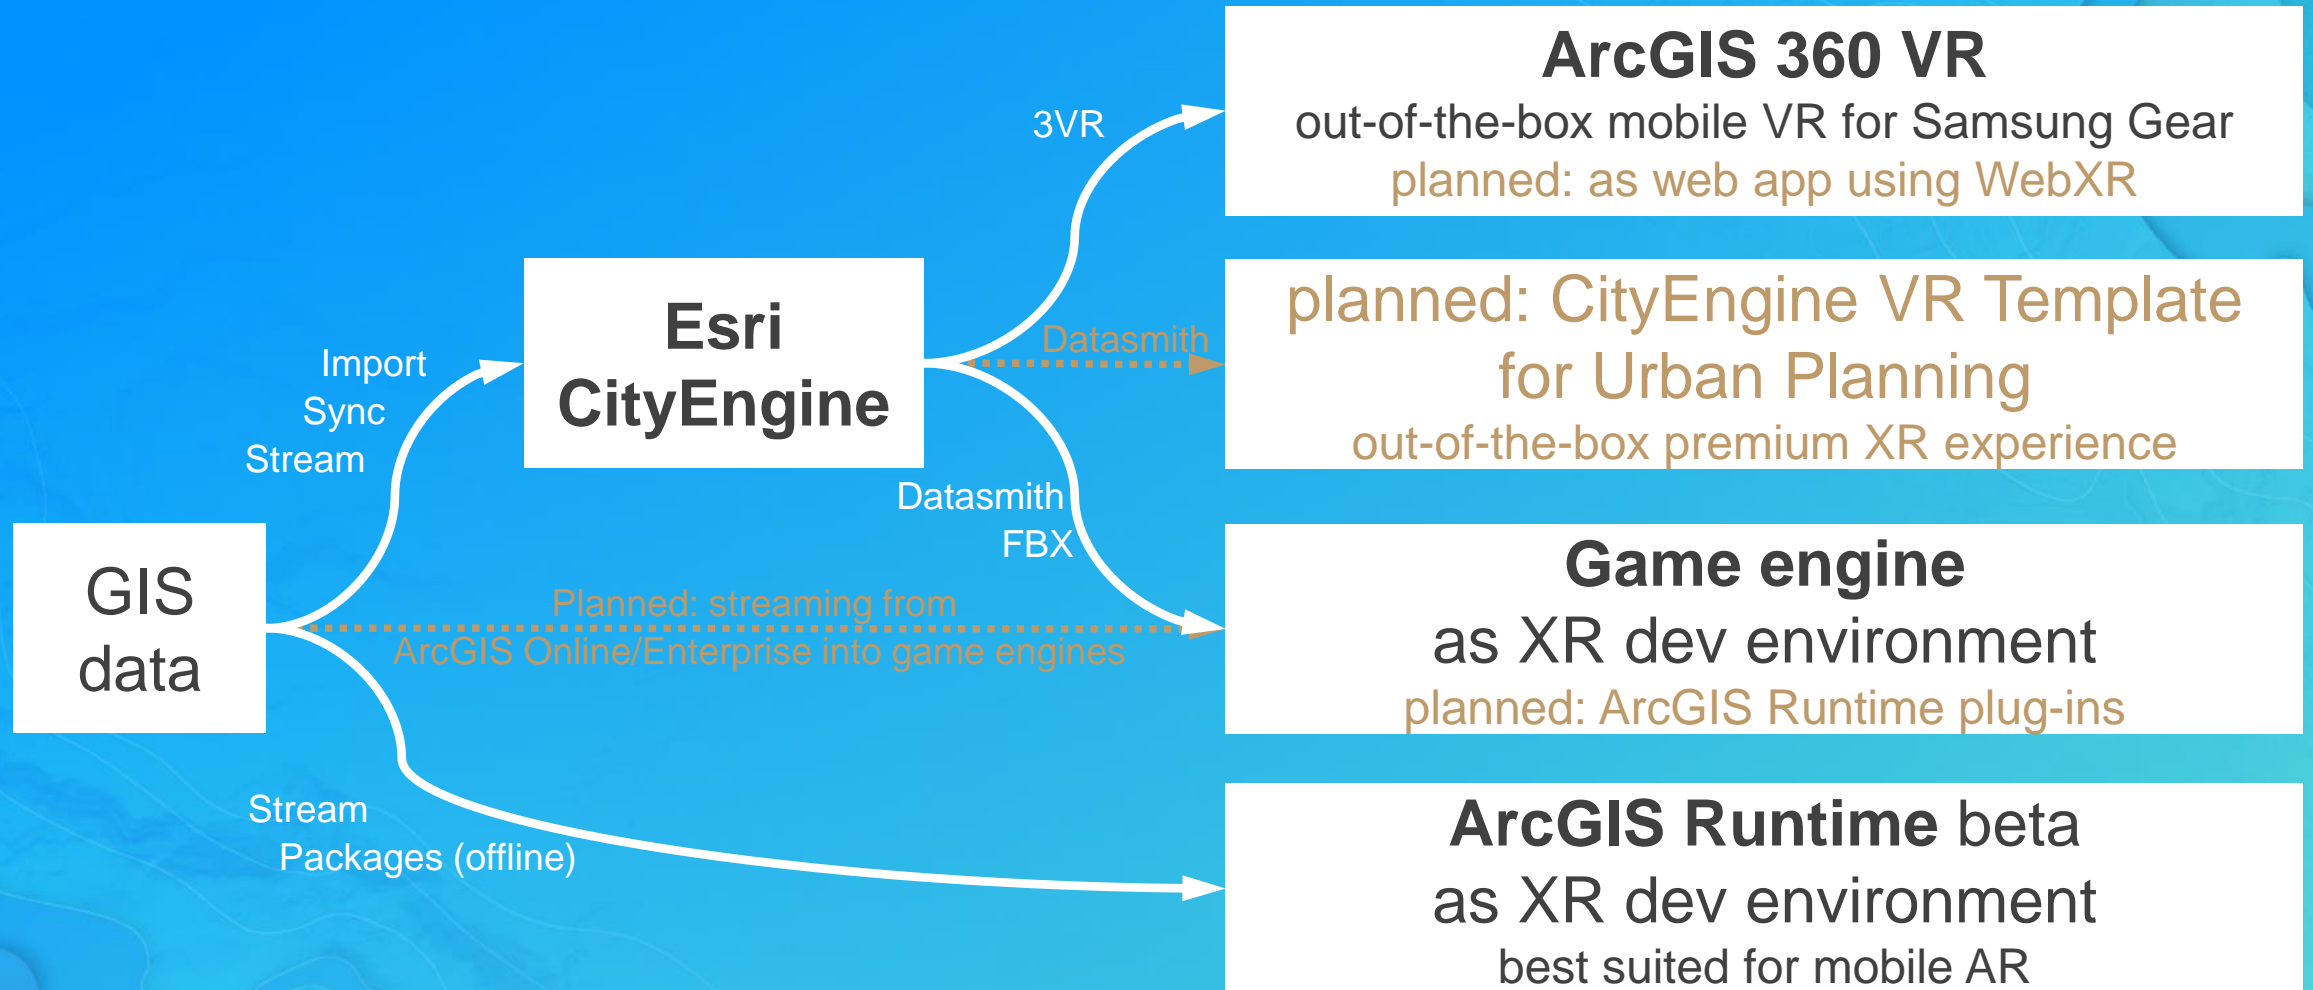 GIS
data
Import
Sync
Stream
Esri
CityEngine
3VR
Datasmith
Datasmith
FBX
Planned: streaming from
ArcGIS Online/Enterprise into game engines
Stream
Packages (offline)
ArcGIS 360 VR
out-of-the-box mobile VR for Samsung Gear
planned: as web app using WebXR
planned: CityEngine VR Template
for Urban Planning
out-of-the-box premium XR experience
Game engine
as XR dev environment
planned: ArcGIS Runtime plug-ins
ArcGIS Runtime beta
as XR dev environment
best suited for mobile AR